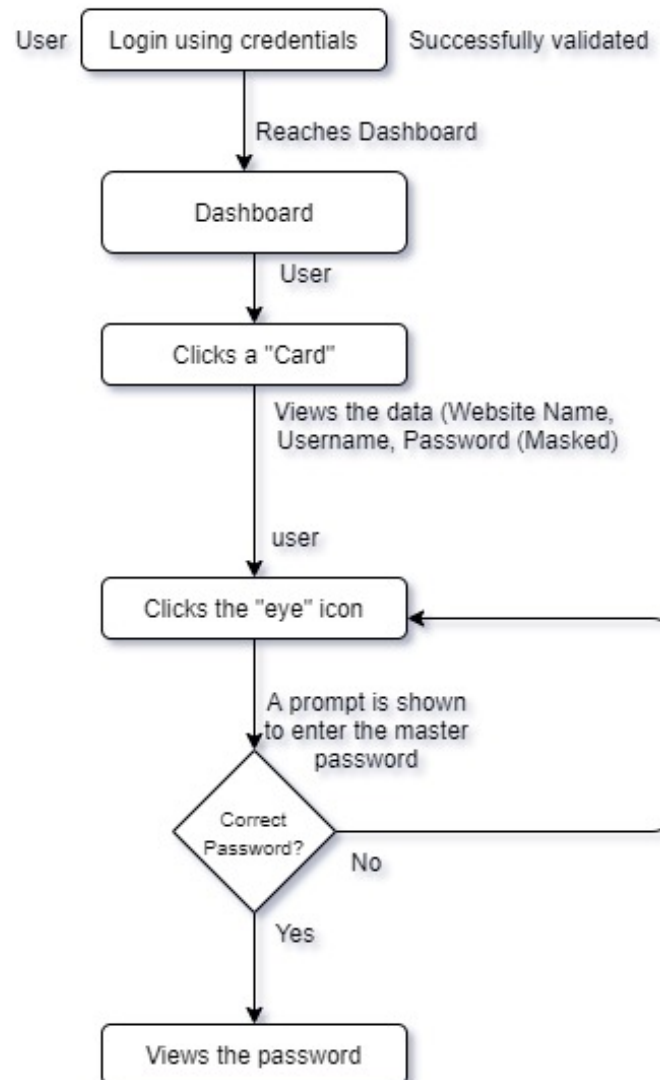 User
Login using credentials
Successfully validated
Reaches Dashboard
Dashboard
User
Clicks a "Card"
Views the data (Website Name,
Username, Password (Masked)
user
Clicks the "eye" icon
A prompt is shown
to enter the master
password
Correct
Password?
No
Yes
Views the password